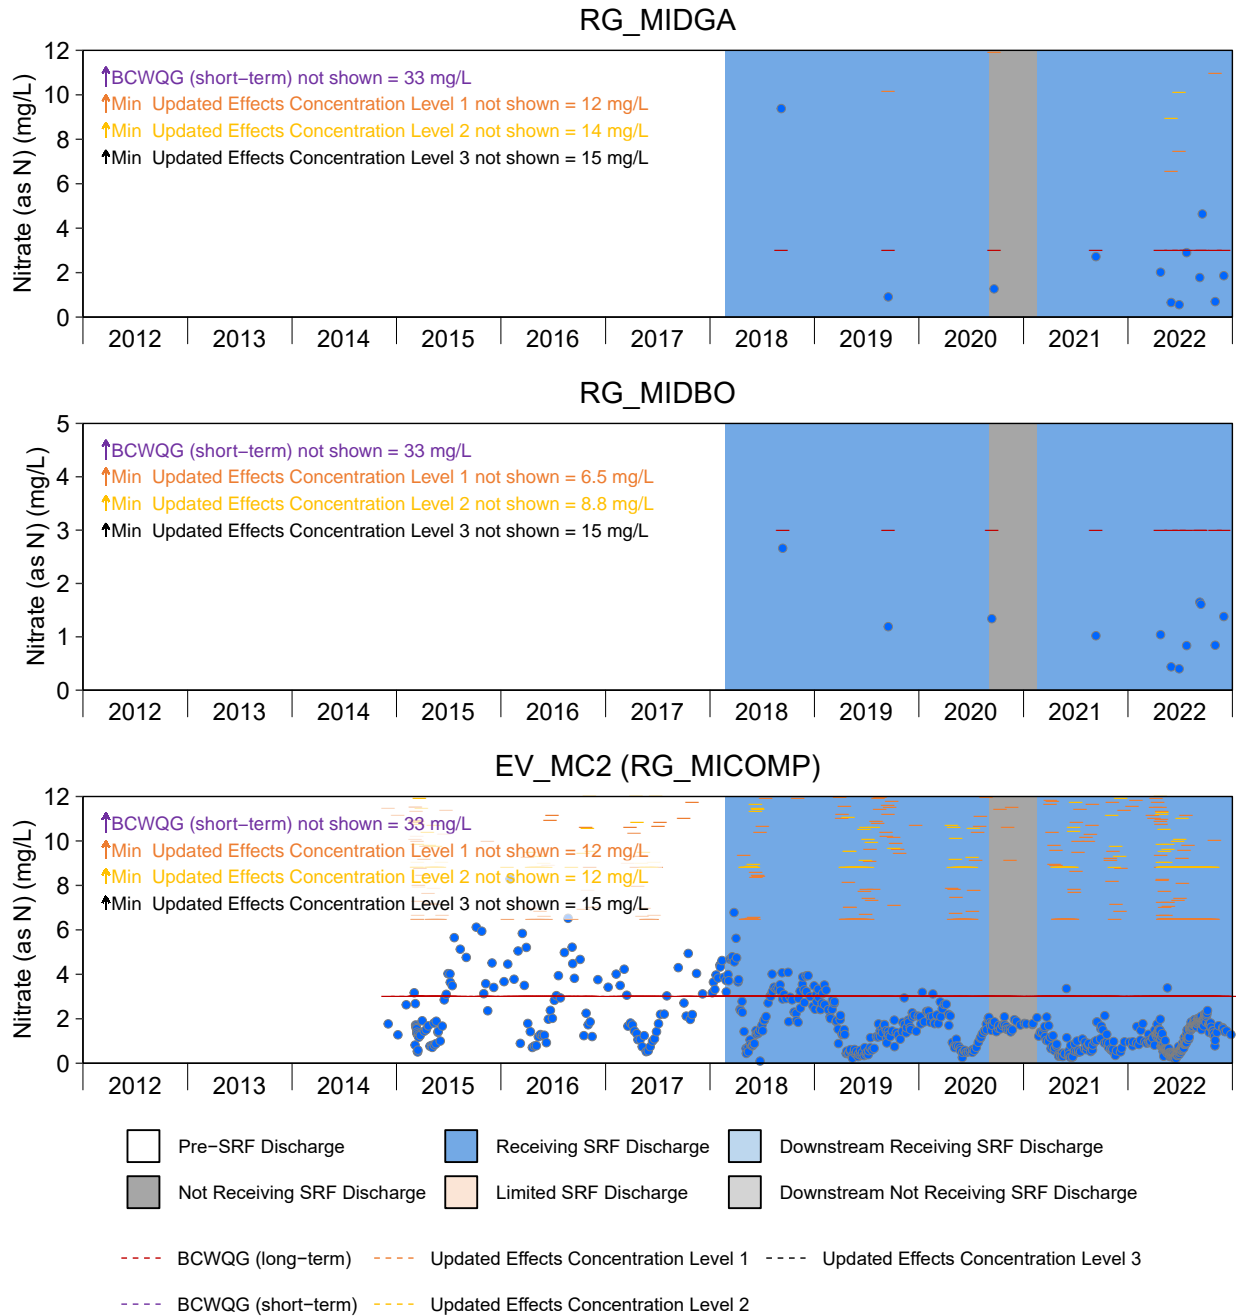 RG_MIDGA
Nitrate (as N) (mg/L)
12
10
8
6
4
2
0
↑BCWQG (short−term) not shown = 33 mg/L
↑Min Updated Effects Concentration Level 1 not shown = 12 mg/L
↑Min Updated Effects Concentration Level 2 not shown = 14 mg/L
↑Min Updated Effects Concentration Level 3 not shown = 15 mg/L
2012 2013 2014 2015 2016 2017 2018 2019 2020 2021 2022
RG_MIDBO
Nitrate (as N) (mg/L)
5
4
3
2
1
0
↑BCWQG (short−term) not shown = 33 mg/L
↑Min Updated Effects Concentration Level 1 not shown = 6.5 mg/L
↑Min Updated Effects Concentration Level 2 not shown = 8.8 mg/L
↑Min Updated Effects Concentration Level 3 not shown = 15 mg/L
2012 2013 2014 2015 2016 2017 2018 2019 2020 2021 2022
EV_MC2 (RG_MICOMP)
Nitrate (as N) (mg/L)
12
10
8
6
4
2
0
↑BCWQG (short−term) not shown = 33 mg/L
↑Min Updated Effects Concentration Level 1 not shown = 12 mg/L
↑Min Updated Effects Concentration Level 2 not shown = 12 mg/L
↑Min Updated Effects Concentration Level 3 not shown = 15 mg/L
2012 2013 2014 2015 2016 2017 2018 2019 2020 2021 2022
Pre−SRF Discharge Receiving SRF Discharge Downstream Receiving SRF Discharge
Not Receiving SRF Discharge Limited SRF Discharge Downstream Not Receiving SRF Discharge
BCWQG (long−term) Updated Effects Concentration Level 1 Updated Effects Concentration Level 3
BCWQG (short−term) Updated Effects Concentration Level 2